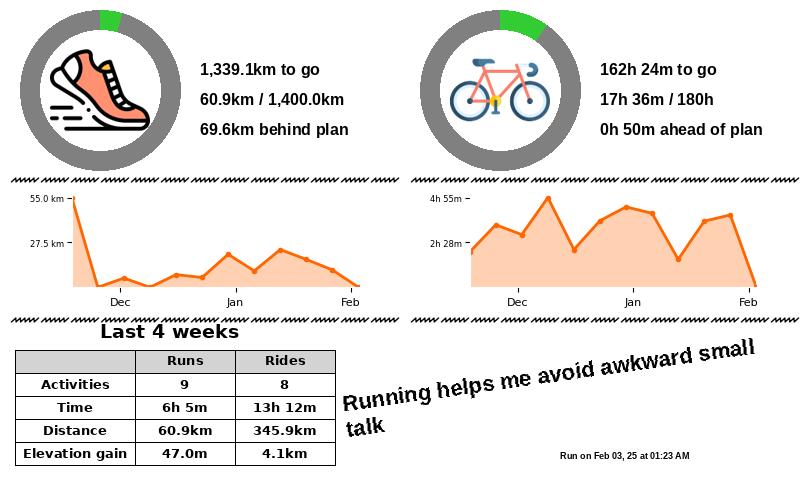 1,339.1km to go
60.9km / 1,400.0km
69.6km behind plan
162h 24m to go
17h 36m / 180h
0h 50m ahead of plan
55.0 km
27.5 km
Dec Jan Feb
4h 55m
2h 28m
Dec Jan Feb
Last 4 weeks
Runs Rides
Activities 9 8
Time 6h 5m 13h 12m
Distance 60.9km 345.9km
Elevation gain 47.0m 4.1km
Running helps me avoid awkward small
talk
Run on Feb 03, 25 at 01:23 AM